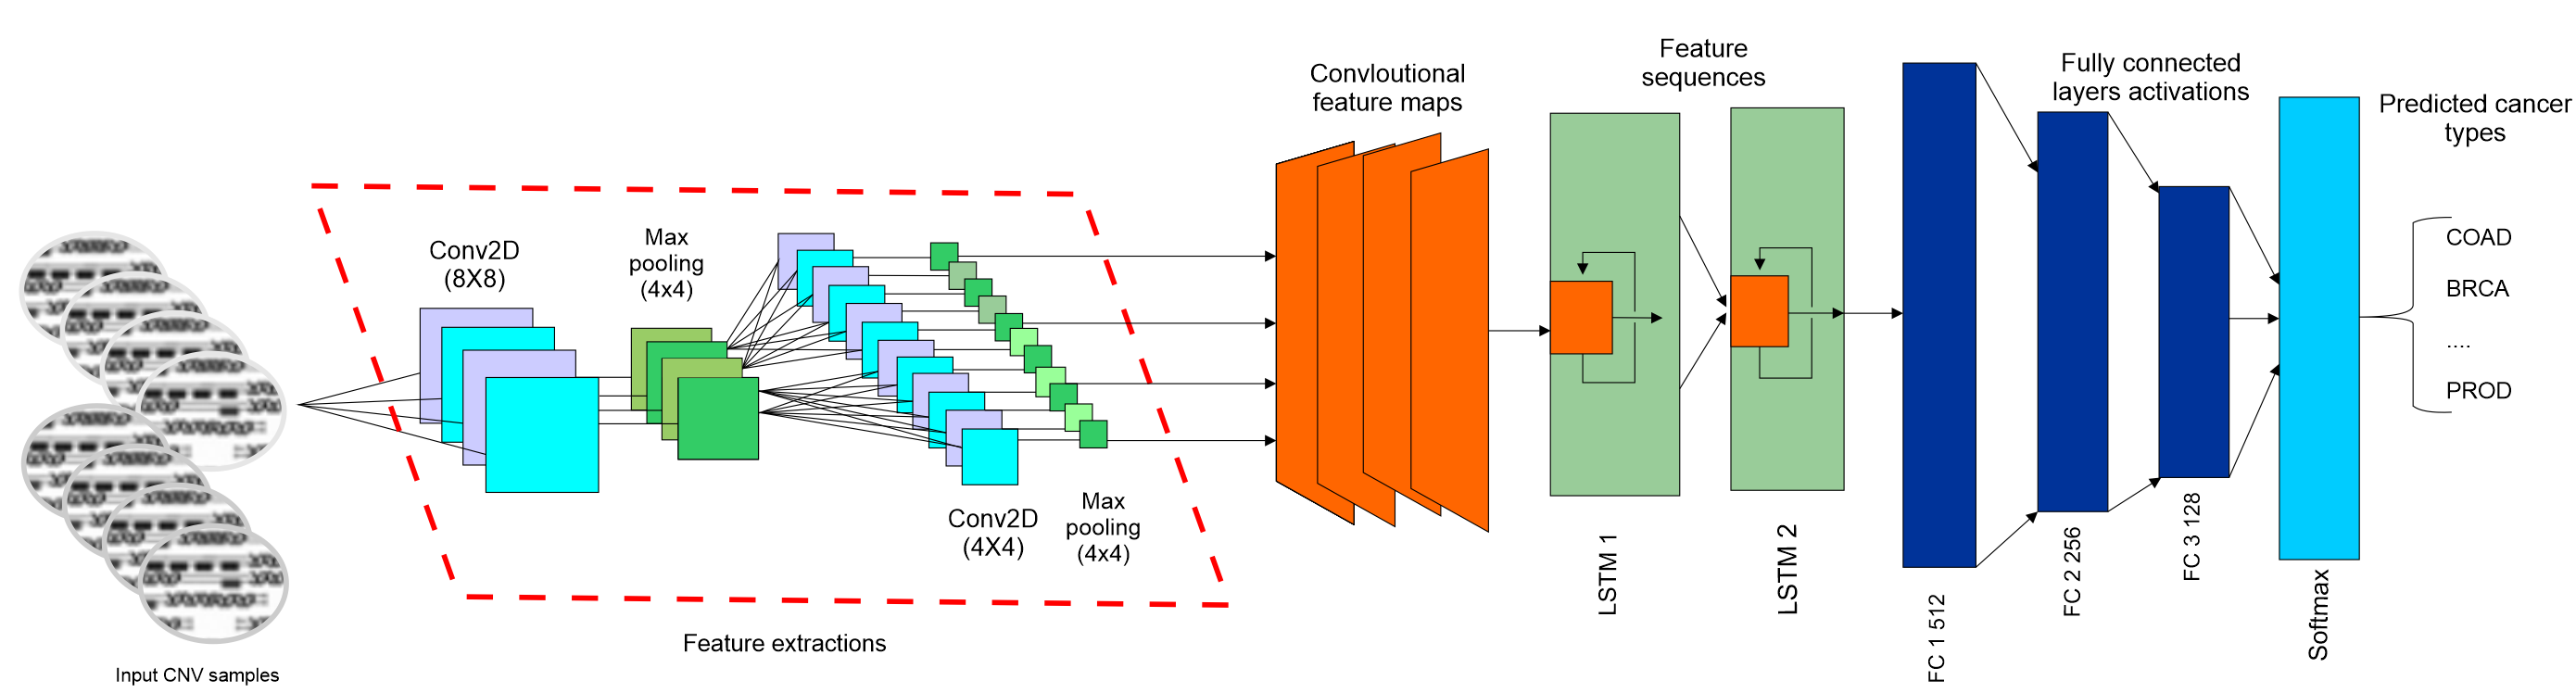 Input CNV samples
Conv2D
(8X8)
Max
pooling
(4x4)
Conv2D
(4X4)
Max
pooling
(4x4)
Feature extractions
Convloutional
feature maps
Feature
sequences
LSTM 1
LSTM 2
Fully connected
layers activations
FC 1 512
FC 2 256
FC 3 128
Softmax
Predicted cancer
types
COAD
BRCA
....
PROD